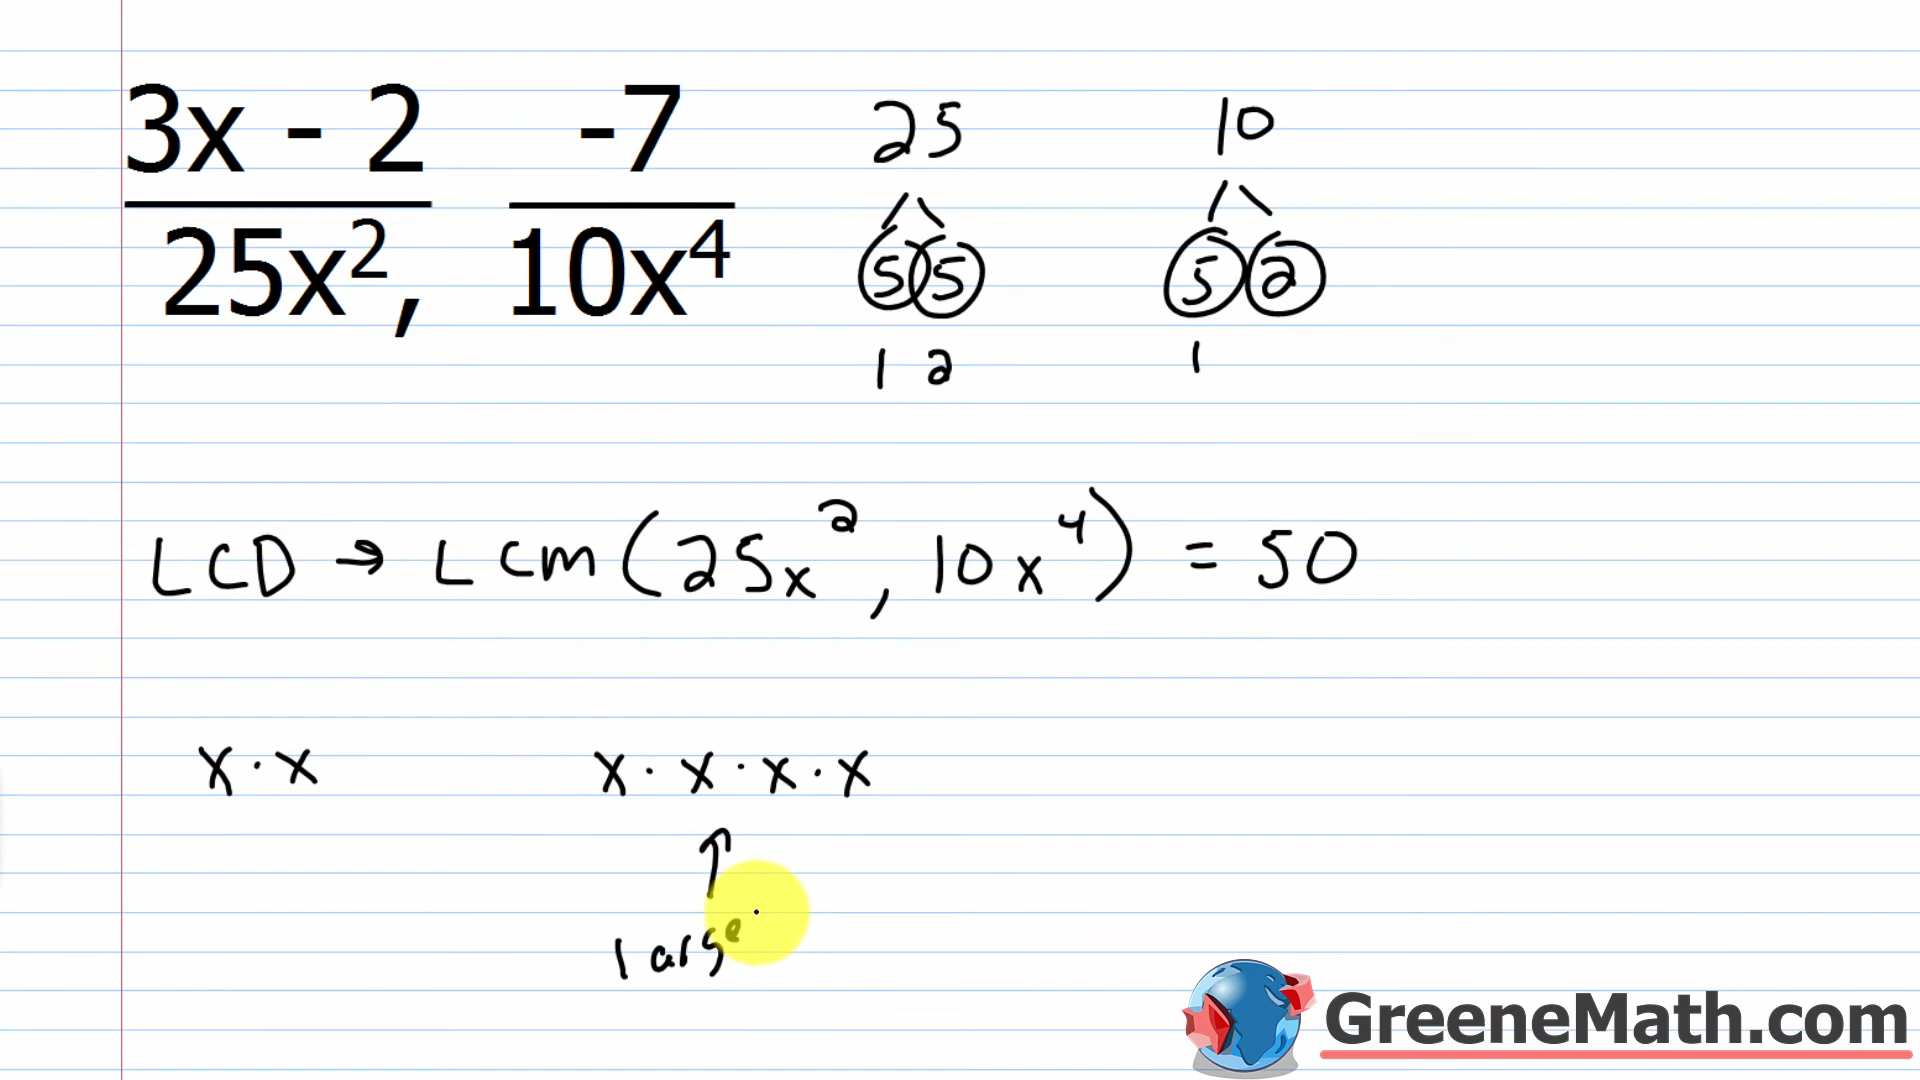 3x - 2 -7 25 10
25x², 10x⁴ 5 5 5 2
1 2 1
LCD → LCm(25x², 10x⁴) = 50
x · x x · x · x · x
↑
large
GreeneMath.com